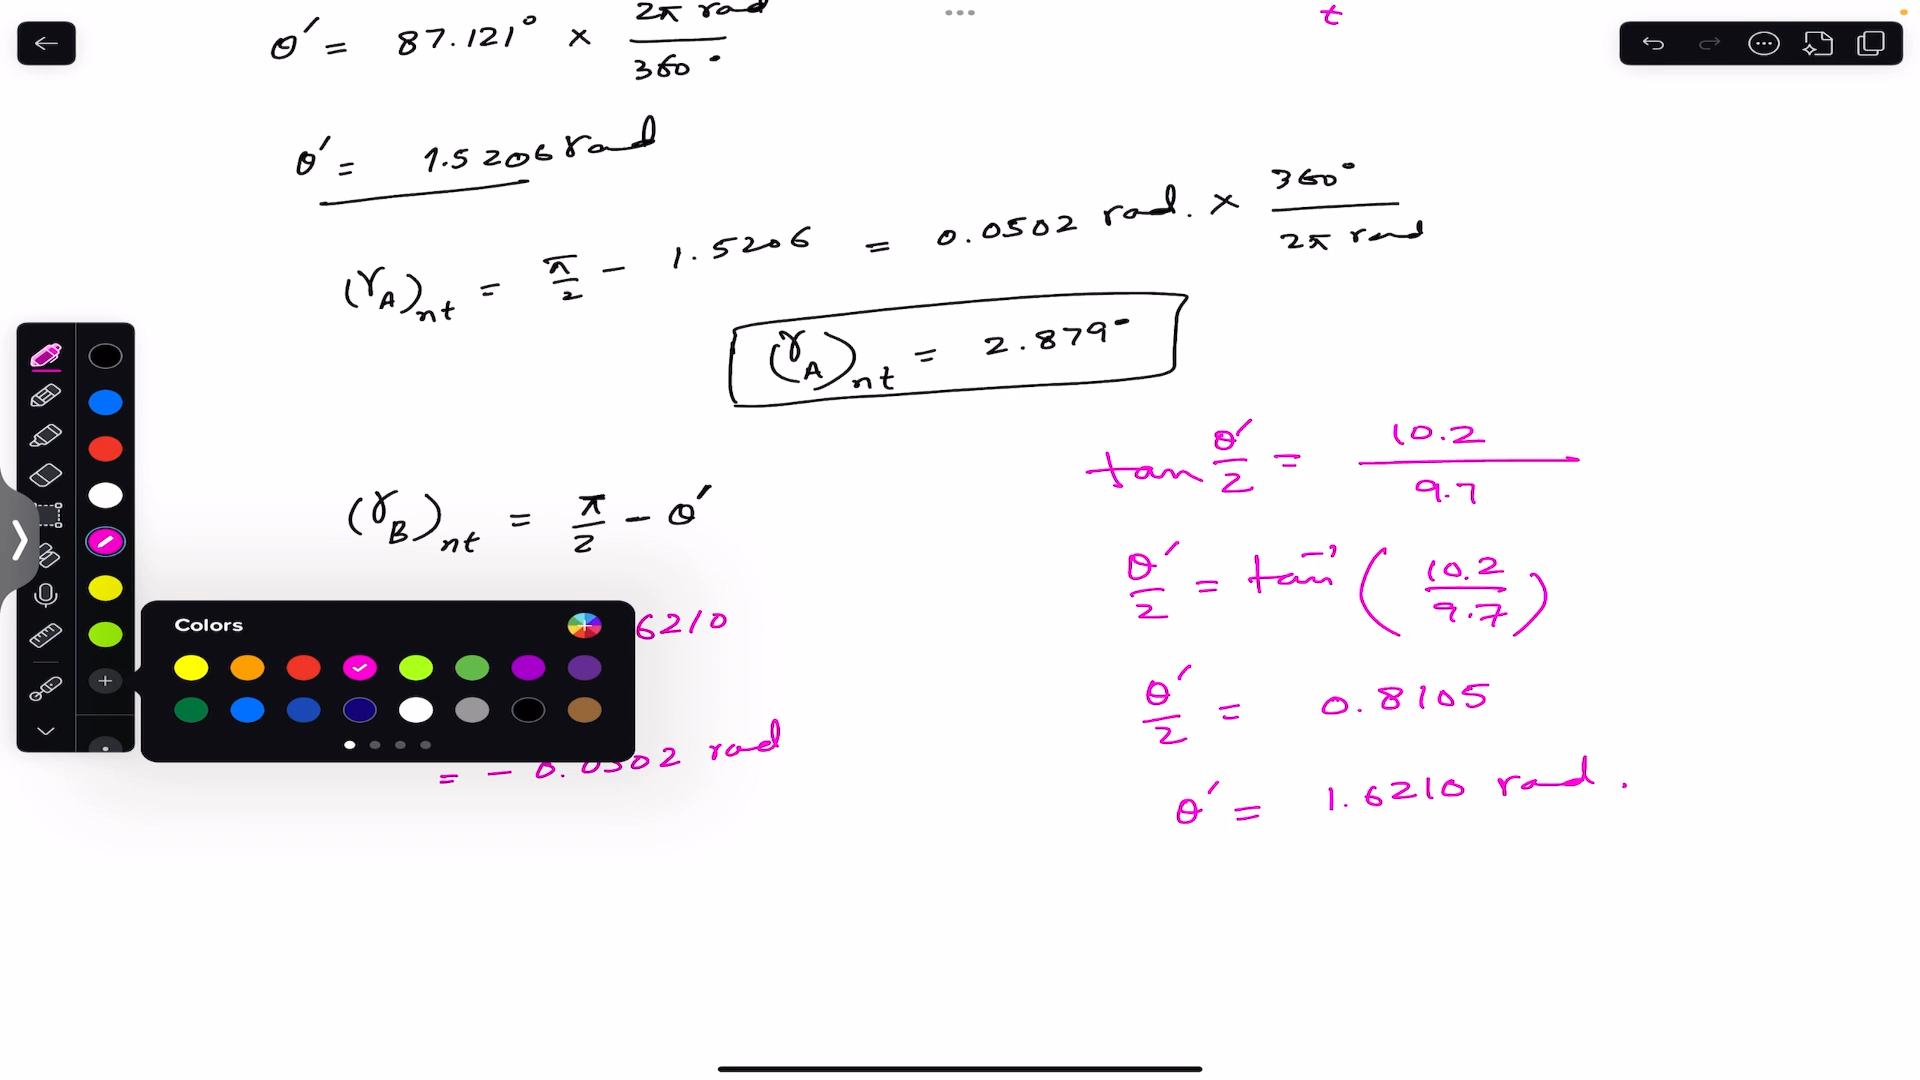 θ' = 87.121° × 2π rad / 360°
t
θ' = 1.5206 rad
(γA)nt = π/2 - 1.5206 = 0.0502 rad. × 360° / 2π rad
(γA)nt = 2.879°
(γB)nt = π/2 - θ'
6210
= - 0.0502 rad
tan θ'/2 = 10.2 / 9.7
θ'/2 = tan⁻¹ (10.2 / 9.7)
θ'/2 = 0.8105
θ' = 1.6210 rad.
Colors